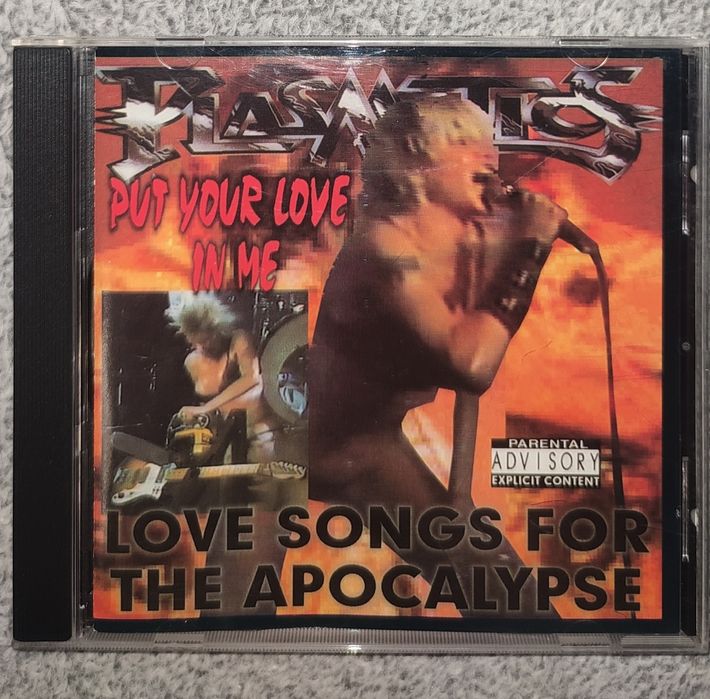 PLASMATICS
PUT YOUR LOVE
IN ME
PARENTAL
ADVISORY
EXPLICIT CONTENT
LOVE SONGS FOR
THE APOCALYPSE